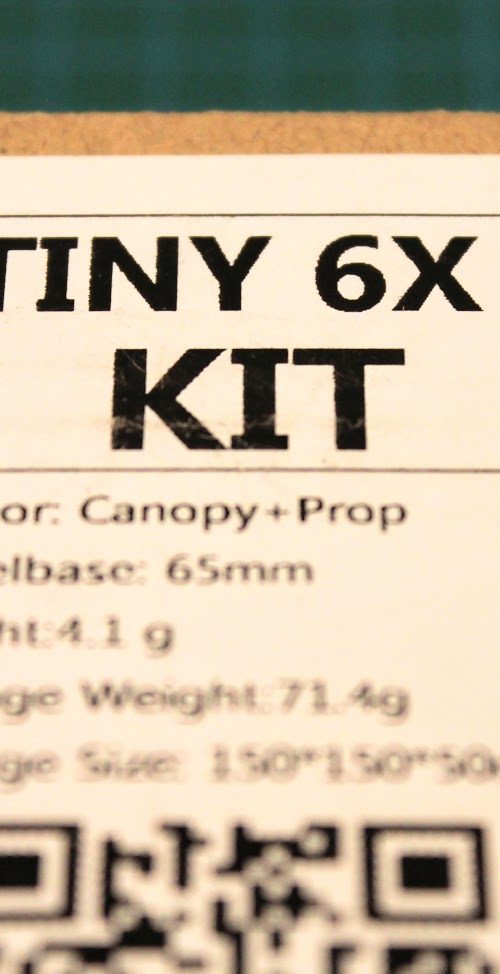 TINY 6X
KIT
or: Canopy+Prop
elbase: 65mm
ht:4.1 g
ge Weight:71.4g
ge Size: 150*150*50